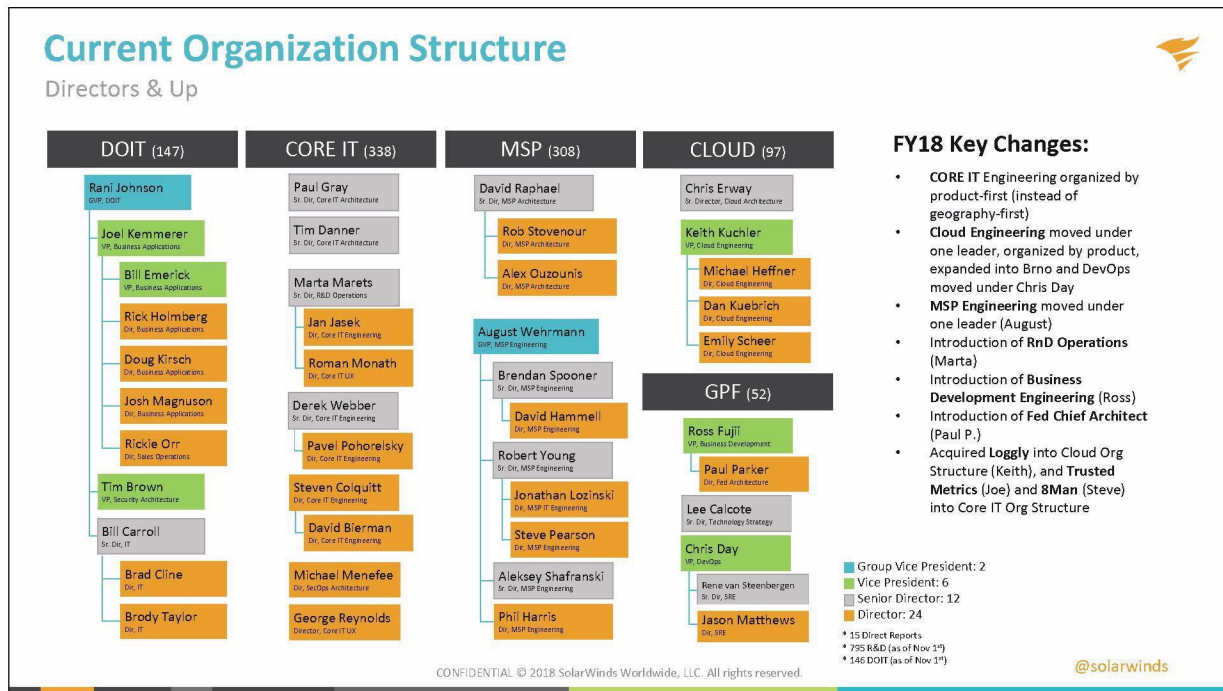 Current Organization Structure
Directors & Up
DOIT (147)
Rani Johnson
GVP, DOIT
Joel Kemmerer
VP, Business Applications
Bill Emerick
VP, Business Applications
Rick Holmberg
Dir, Business Applications
Doug Kirsch
Dir, Business Applications
Josh Magnuson
Dir, Business Applications
Rickie Orr
Dir, Sales Operations
Tim Brown
VP, Security Architecture
Bill Carroll
Sr. Dir, IT
Brad Cline
Dir, IT
Brody Taylor
Dir, IT
CORE IT (338)
Paul Gray
Sr. Dir, Core IT Architecture
Tim Danner
Sr. Dir, Core IT Architecture
Marta Marets
Sr. Dir, R&D Operations
Jan Jasek
Dir, Core IT Engineering
Roman Monath
Dir, Core IT UX
Derek Webber
Sr. Dir, Core IT Engineering
Pavel Pohorelsky
Dir, Core IT Engineering
Steven Colquitt
Dir, Core IT Engineering
David Bierman
Dir, Core IT Engineering
Michael Menefee
Dir, SecOps Architecture
George Reynolds
Director, Core IT UX
MSP (308)
David Raphael
Sr. Dir, MSP Architecture
Rob Stovenour
Dir, MSP Architecture
Alex Ouzounis
Dir, MSP Architecture
August Wehrmann
GVP, MSP Engineering
Brendan Spooner
Sr. Dir, MSP Engineering
David Hammell
Dir, MSP Engineering
Robert Young
Sr. Dir, MSP Engineering
Jonathan Lozinski
Dir, MSP IT Engineering
Steve Pearson
Dir, MSP Engineering
Aleksey Shafranski
Sr. Dir, MSP Engineering
Phil Harris
Dir, MSP Engineering
CLOUD (97)
Chris Erway
Sr. Director, Cloud Architecture
Keith Kuchler
VP, Cloud Engineering
Michael Heffner
Dir, Cloud Engineering
Dan Kuebrich
Dir, Cloud Engineering
Emily Scheer
Dir, Cloud Engineering
GPF (52)
Ross Fujii
VP, Business Development
Paul Parker
Dir, Fed Architecture
Lee Calcote
Sr. Dir, Technology Strategy
Chris Day
VP, DevOps
Rene van Steenbergen
Sr. Dir, SRE
Jason Matthews
Dir, SRE
FY18 Key Changes:
• CORE IT Engineering organized by
product-first (instead of
geography-first)
• Cloud Engineering moved under
one leader, organized by product,
expanded into Brno and DevOps
moved under Chris Day
• MSP Engineering moved under
one leader (August)
• Introduction of RnD Operations
(Marta)
• Introduction of Business
Development Engineering (Ross)
• Introduction of Fed Chief Architect
(Paul P.)
• Acquired Loggly into Cloud Org
Structure (Keith), and Trusted
Metrics (Joe) and 8Man (Steve)
into Core IT Org Structure
Group Vice President: 2
Vice President: 6
Senior Director: 12
Director: 24
* 15 Direct Reports
* 795 R&D (as of Nov 1st)
* 146 DOIT (as of Nov 1st)
CONFIDENTIAL © 2018 SolarWinds Worldwide, LLC. All rights reserved.
@solarwinds